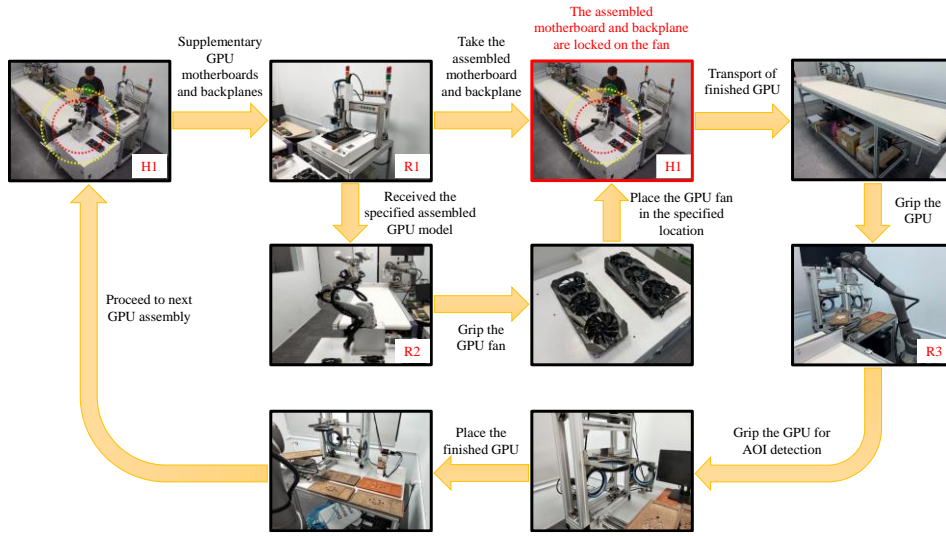 Supplementary
GPU
motherboards
and backplanes
Take the
assembled
motherboard
and backplane
The assembled
motherboard and backplane
are locked on the fan
Transport of
finished GPU
H1
R1
H1
Received the
specified assembled
GPU model
Place the GPU fan
in the specified
location
Grip the
GPU
Proceed to next
GPU assembly
R2
Grip the
GPU fan
R3
Place the
finished GPU
Grip the GPU for
AOI detection